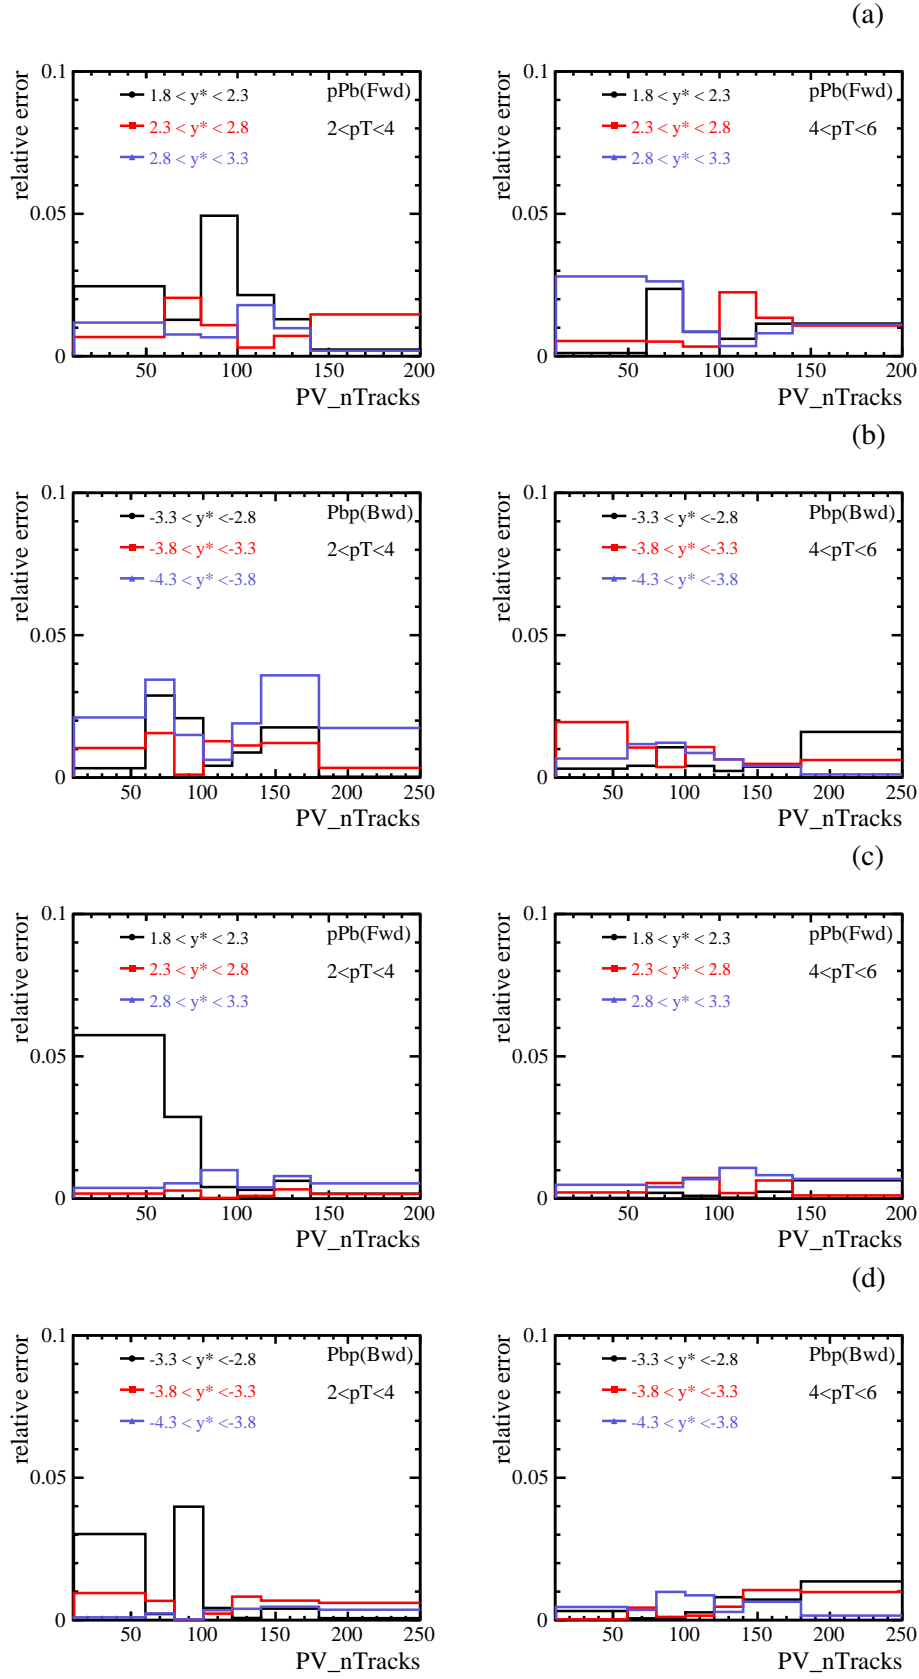 (a)
relative error
0.1
0.05
0
1.8 < y* < 2.3
2.3 < y* < 2.8
2.8 < y* < 3.3
pPb(Fwd)
2<pT<4
50 100 150 200
PV_nTracks
relative error
0.1
0.05
0
1.8 < y* < 2.3
2.3 < y* < 2.8
2.8 < y* < 3.3
pPb(Fwd)
4<pT<6
50 100 150 200
PV_nTracks
(b)
relative error
0.1
0.05
0
-3.3 < y* <-2.8
-3.8 < y* <-3.3
-4.3 < y* <-3.8
Pbp(Bwd)
2<pT<4
50 100 150 200 250
PV_nTracks
relative error
0.1
0.05
0
-3.3 < y* <-2.8
-3.8 < y* <-3.3
-4.3 < y* <-3.8
Pbp(Bwd)
4<pT<6
50 100 150 200 250
PV_nTracks
(c)
relative error
0.1
0.05
0
1.8 < y* < 2.3
2.3 < y* < 2.8
2.8 < y* < 3.3
pPb(Fwd)
2<pT<4
50 100 150 200
PV_nTracks
relative error
0.1
0.05
0
1.8 < y* < 2.3
2.3 < y* < 2.8
2.8 < y* < 3.3
pPb(Fwd)
4<pT<6
50 100 150 200
PV_nTracks
(d)
relative error
0.1
0.05
0
-3.3 < y* <-2.8
-3.8 < y* <-3.3
-4.3 < y* <-3.8
Pbp(Bwd)
2<pT<4
50 100 150 200 250
PV_nTracks
relative error
0.1
0.05
0
-3.3 < y* <-2.8
-3.8 < y* <-3.3
-4.3 < y* <-3.8
Pbp(Bwd)
4<pT<6
50 100 150 200 250
PV_nTracks